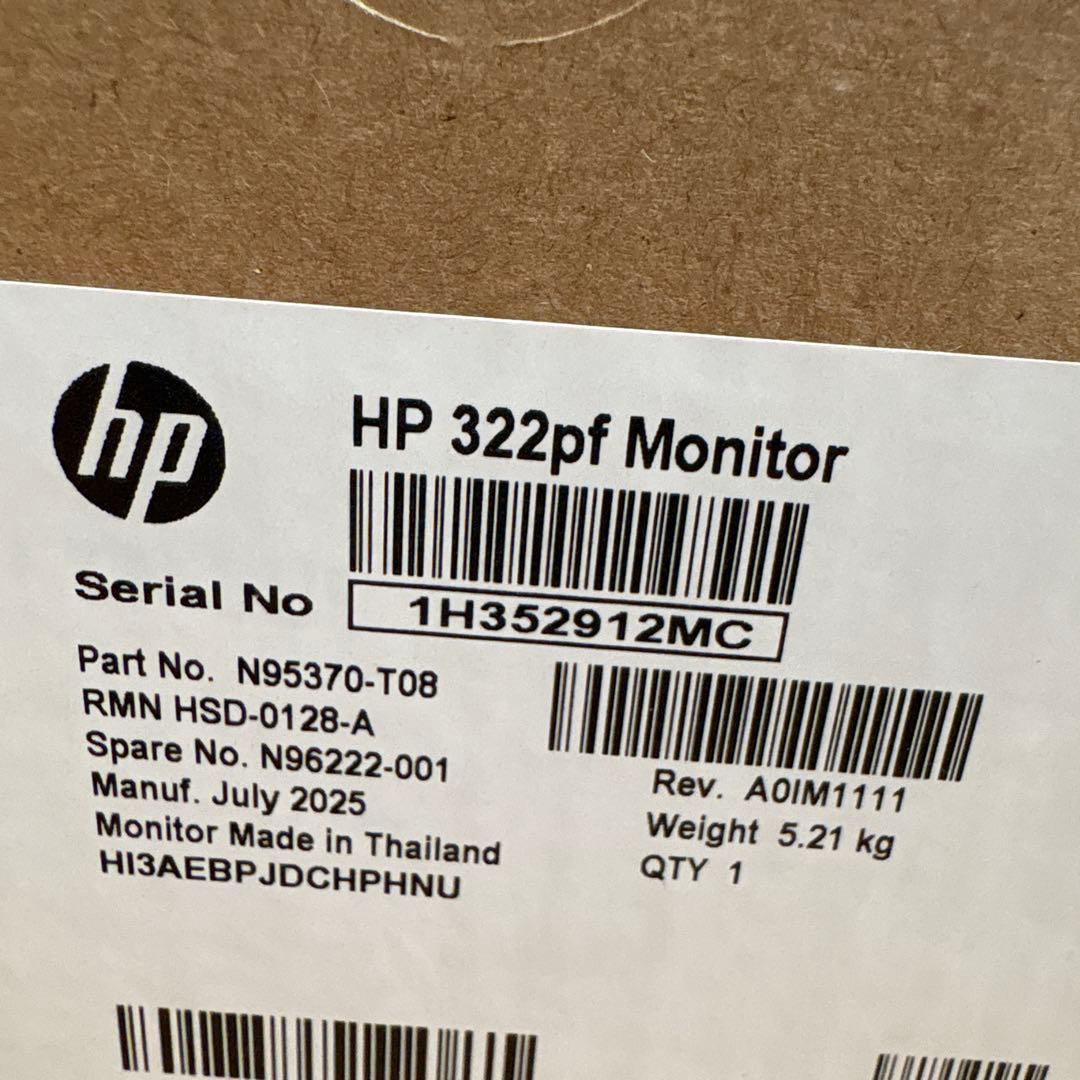 hp
HP 322pf Monitor
Serial No 1H352912MC
Part No. N95370-T08
RMN HSD-0128-A
Spare No. N96222-001
Manuf. July 2025
Monitor Made in Thailand
HI3AEBPJDCHPHNU
Rev. A0IM1111
Weight 5.21 kg
QTY 1